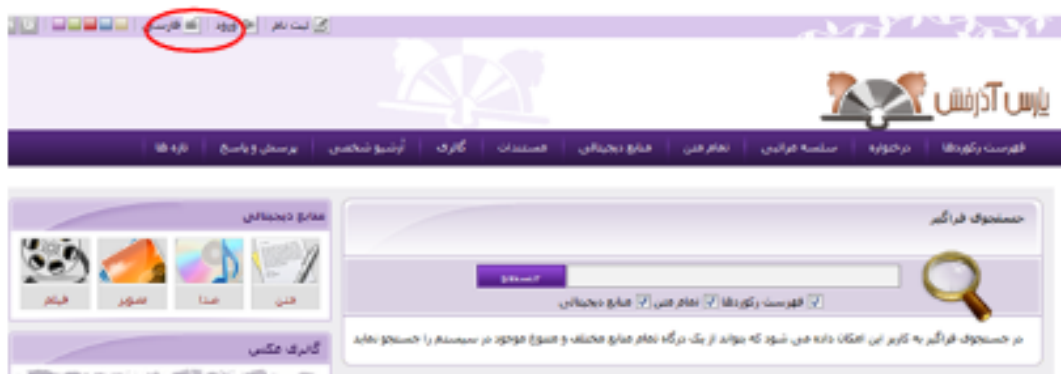 ثبت نام ورود فارسی
پارس آذرخش
فهرست رکوردها درختواره سلسه مراتبی تمام متن منابع دیجیتالی مستندات گالری آرشیو شخصی پرسش و پاسخ تازه ها
جستجوی فراگیر
جستجو
فهرست رکوردها تمام متن منابع دیجیتالی
در جستجوی فراگیر به کاربر این امکان داده می شود که بتواند از یک درگاه تمام منابع مختلف و متنوع موجود در سیستم را جستجو نماید
منابع دیجیتالی
متن صدا تصویر فیلم
گالری عکس